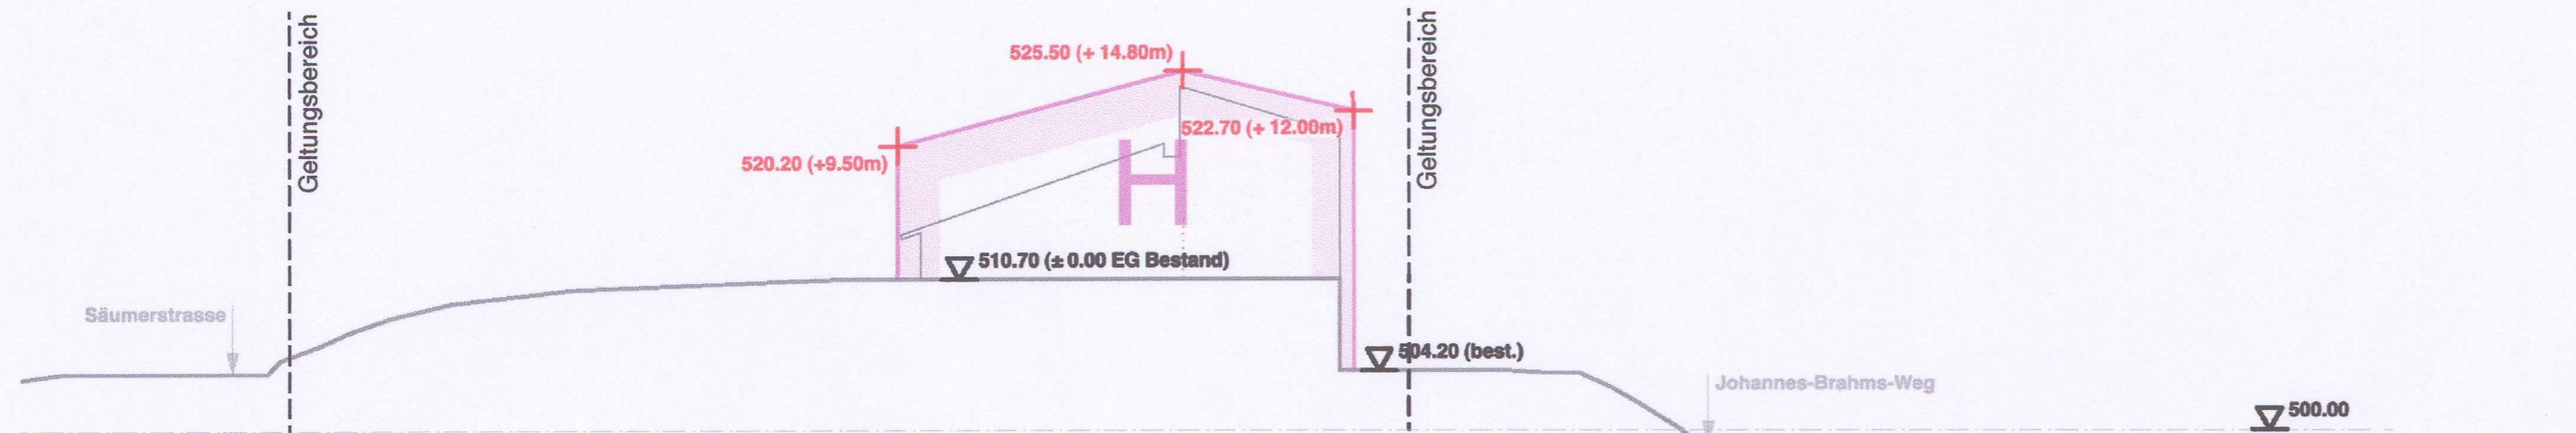 Geltungsbereich
Geltungsbereich
525.50 (+ 14.80m)
522.70 (+ 12.00m)
520.20 (+9.50m)
H
510.70 (± 0.00 EG Bestand)
Säumerstrasse
504.20 (best.)
Johannes-Brahms-Weg
500.00